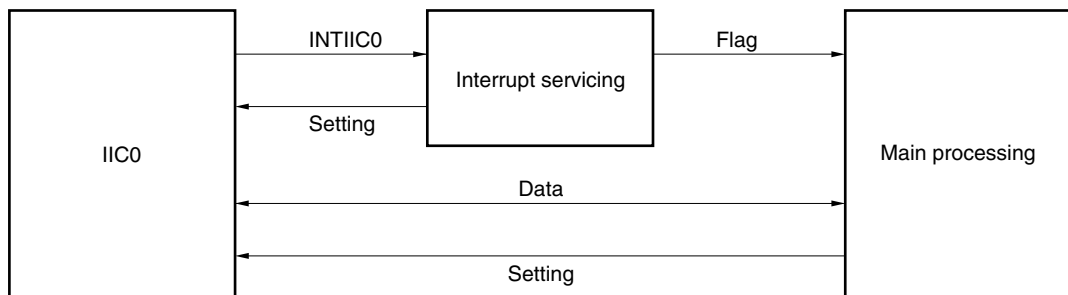 INTIIC0
Flag
Interrupt servicing
Setting
IIC0
Main processing
Data
Setting